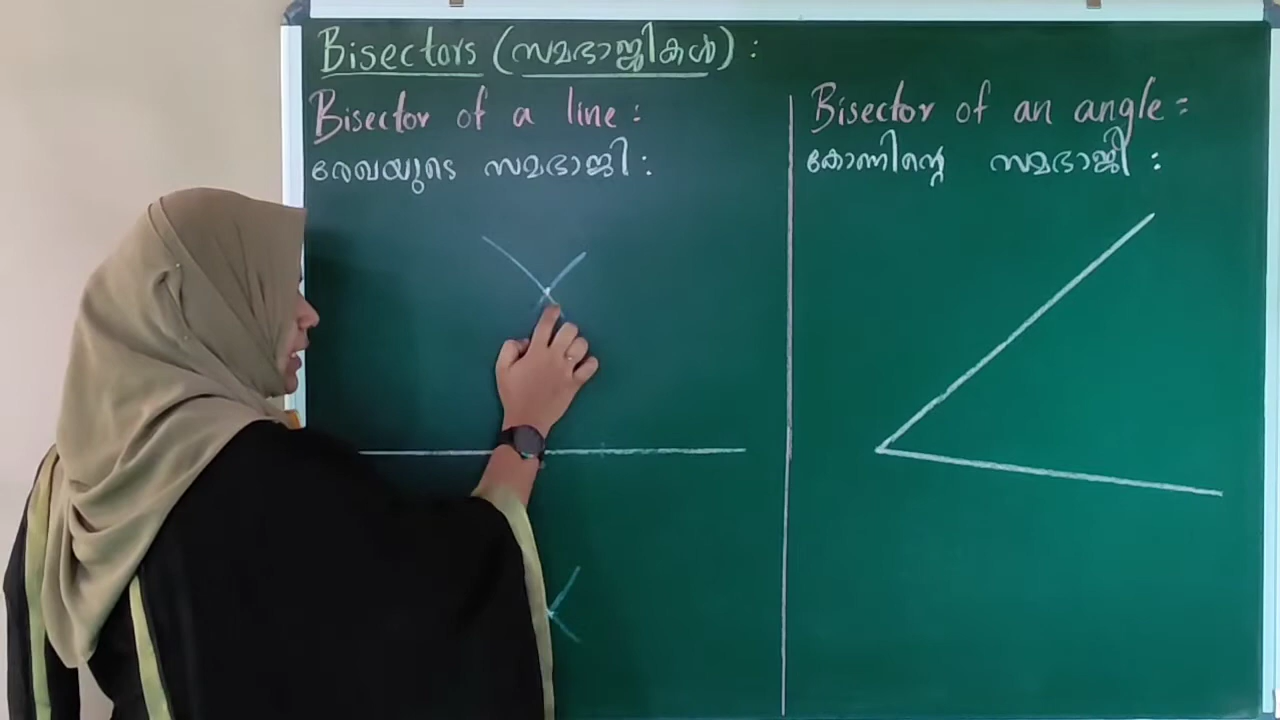 Bisectors (സമഭാജികൾ) :
Bisector of a line :
രേഖയുടെ സമഭാജി :
Bisector of an angle :
കോണിന്റെ സമഭാജി :